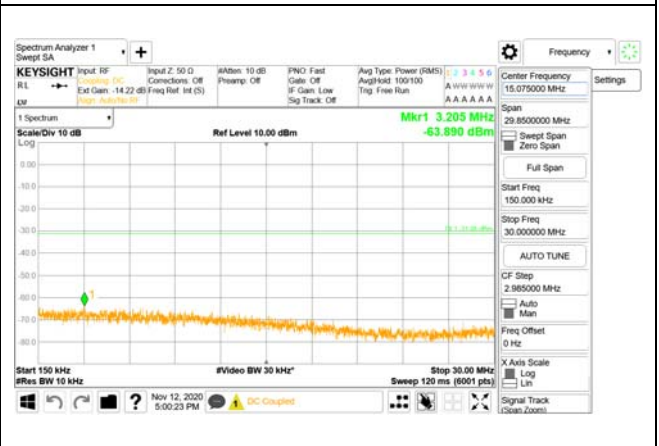 Spectrum Analyzer 1
Swept SA
+
Frequency
KEYSIGHT
RL
Input: RF
Coupling: DC
Ext Gain: -14.22 dB
Align: Auto/No RF
Input Z: 50 Ω
Corrections: Off
Freq Ref: Int (S)
#Atten: 10 dB
Preamp: Off
PNO: Fast
Gate: Off
IF Gain: Low
Sig Track: Off
Avg Type: Power (RMS)
Avg|Hold: 100/100
Trig: Free Run
1 2 3 4 5 6
A W W W W W
A A A A A A
1 Spectrum
Scale/Div 10 dB
Log
Ref Level 10.00 dBm
Mkr1 3.205 MHz
-63.890 dBm
0.00
-10.0
-20.0
-30.0
-40.0
-50.0
-60.0
-70.0
-80.0
1
Start 150 kHz
#Res BW 10 kHz
#Video BW 30 kHz*
Stop 30.00 MHz
Sweep 120 ms (6001 pts)
Center Frequency
15.075000 MHz
Settings
Span
29.8500000 MHz
Swept Span
Zero Span
Full Span
Start Freq
150.000 kHz
Stop Freq
30.000000 MHz
AUTO TUNE
CF Step
2.985000 MHz
Auto
Man
Freq Offset
0 Hz
X Axis Scale
Log
Lin
Signal Track
(Span Zoom)
?
Nov 12, 2020
5:00:23 PM
1
DC Coupled